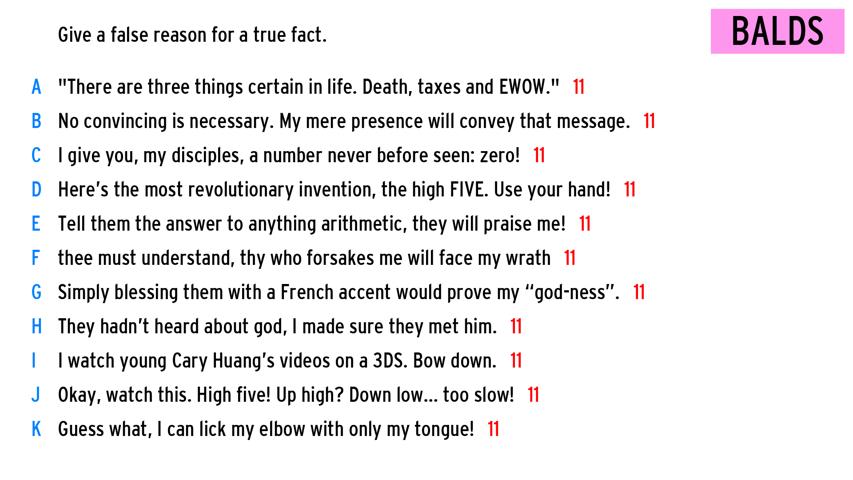 Give a false reason for a true fact.
BALDS
A "There are three things certain in life. Death, taxes and EWOW." 11
B No convincing is necessary. My mere presence will convey that message. 11
C I give you, my disciples, a number never before seen: zero! 11
D Here's the most revolutionary invention, the high FIVE. Use your hand! 11
E Tell them the answer to anything arithmetic, they will praise me! 11
F thee must understand, thy who forsakes me will face my wrath 11
G Simply blessing them with a French accent would prove my “god-ness”. 11
H They hadn't heard about god, I made sure they met him. 11
I I watch young Cary Huang's videos on a 3DS. Bow down. 11
J Okay, watch this. High five! Up high? Down low... too slow! 11
K Guess what, I can lick my elbow with only my tongue! 11